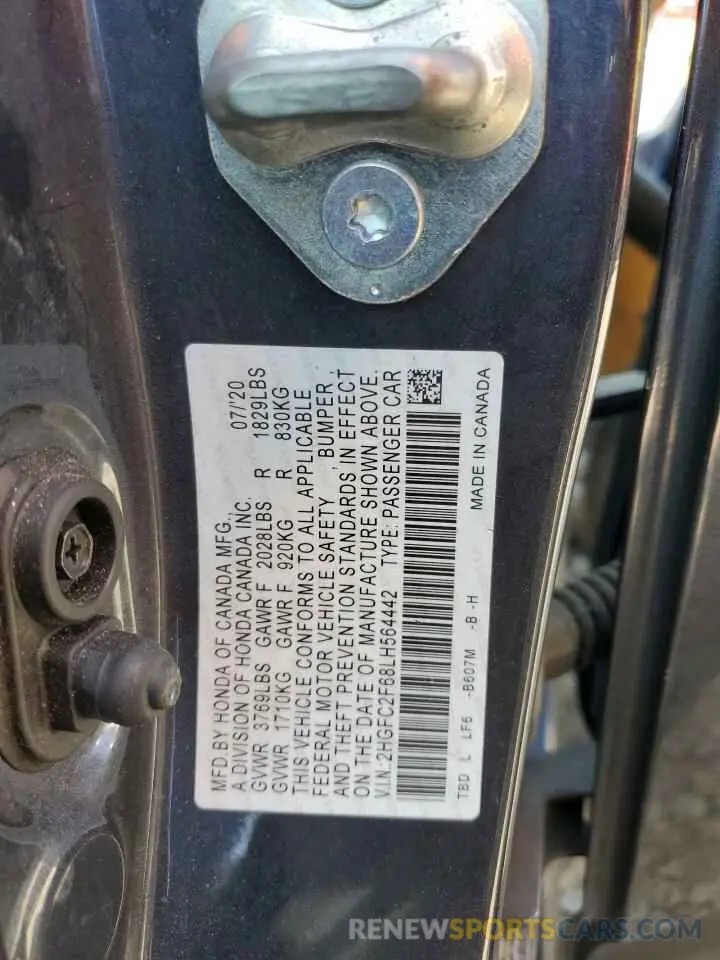 MFD.BY HONDA OF CANADA MFG., 07/'20
A DIVISION OF HONDA CANADA INC.
GVWR 3769LBS GAWR F 2028LBS R 1829LBS
GVWR 1710KG GAWR F 920KG R 830KG
THIS VEHICLE CONFORMS TO ALL APPLICABLE
FEDERAL MOTOR VEHICLE SAFETY , BUMPER ,
AND THEFT PREVENTION STANDARDS IN EFFECT
ON THE DATE OF MANUFACTURE SHOWN ABOVE.
V.I.N.:2HGFC2F68LH564442 TYPE: PASSENGER CAR
TBD L LF6 -B607M -B -H MADE IN CANADA
RENEWSPORTSCARS.COM